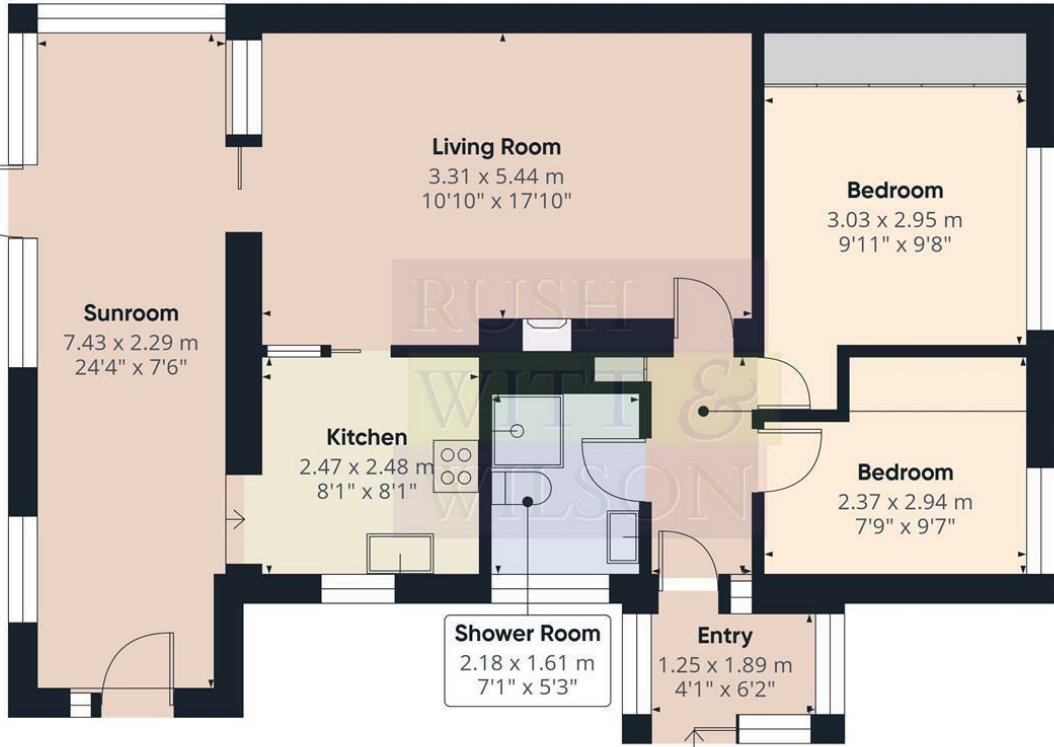 Living Room
3.31 x 5.44 m
10'10" x 17'10"
Bedroom
3.03 x 2.95 m
9'11" x 9'8"
Sunroom
7.43 x 2.29 m
24'4" x 7'6"
RUSH
WITT &
WILSON
Kitchen
2.47 x 2.48 m
8'1" x 8'1"
Bedroom
2.37 x 2.94 m
7'9" x 9'7"
Shower Room
2.18 x 1.61 m
7'1" x 5'3"
Entry
1.25 x 1.89 m
4'1" x 6'2"